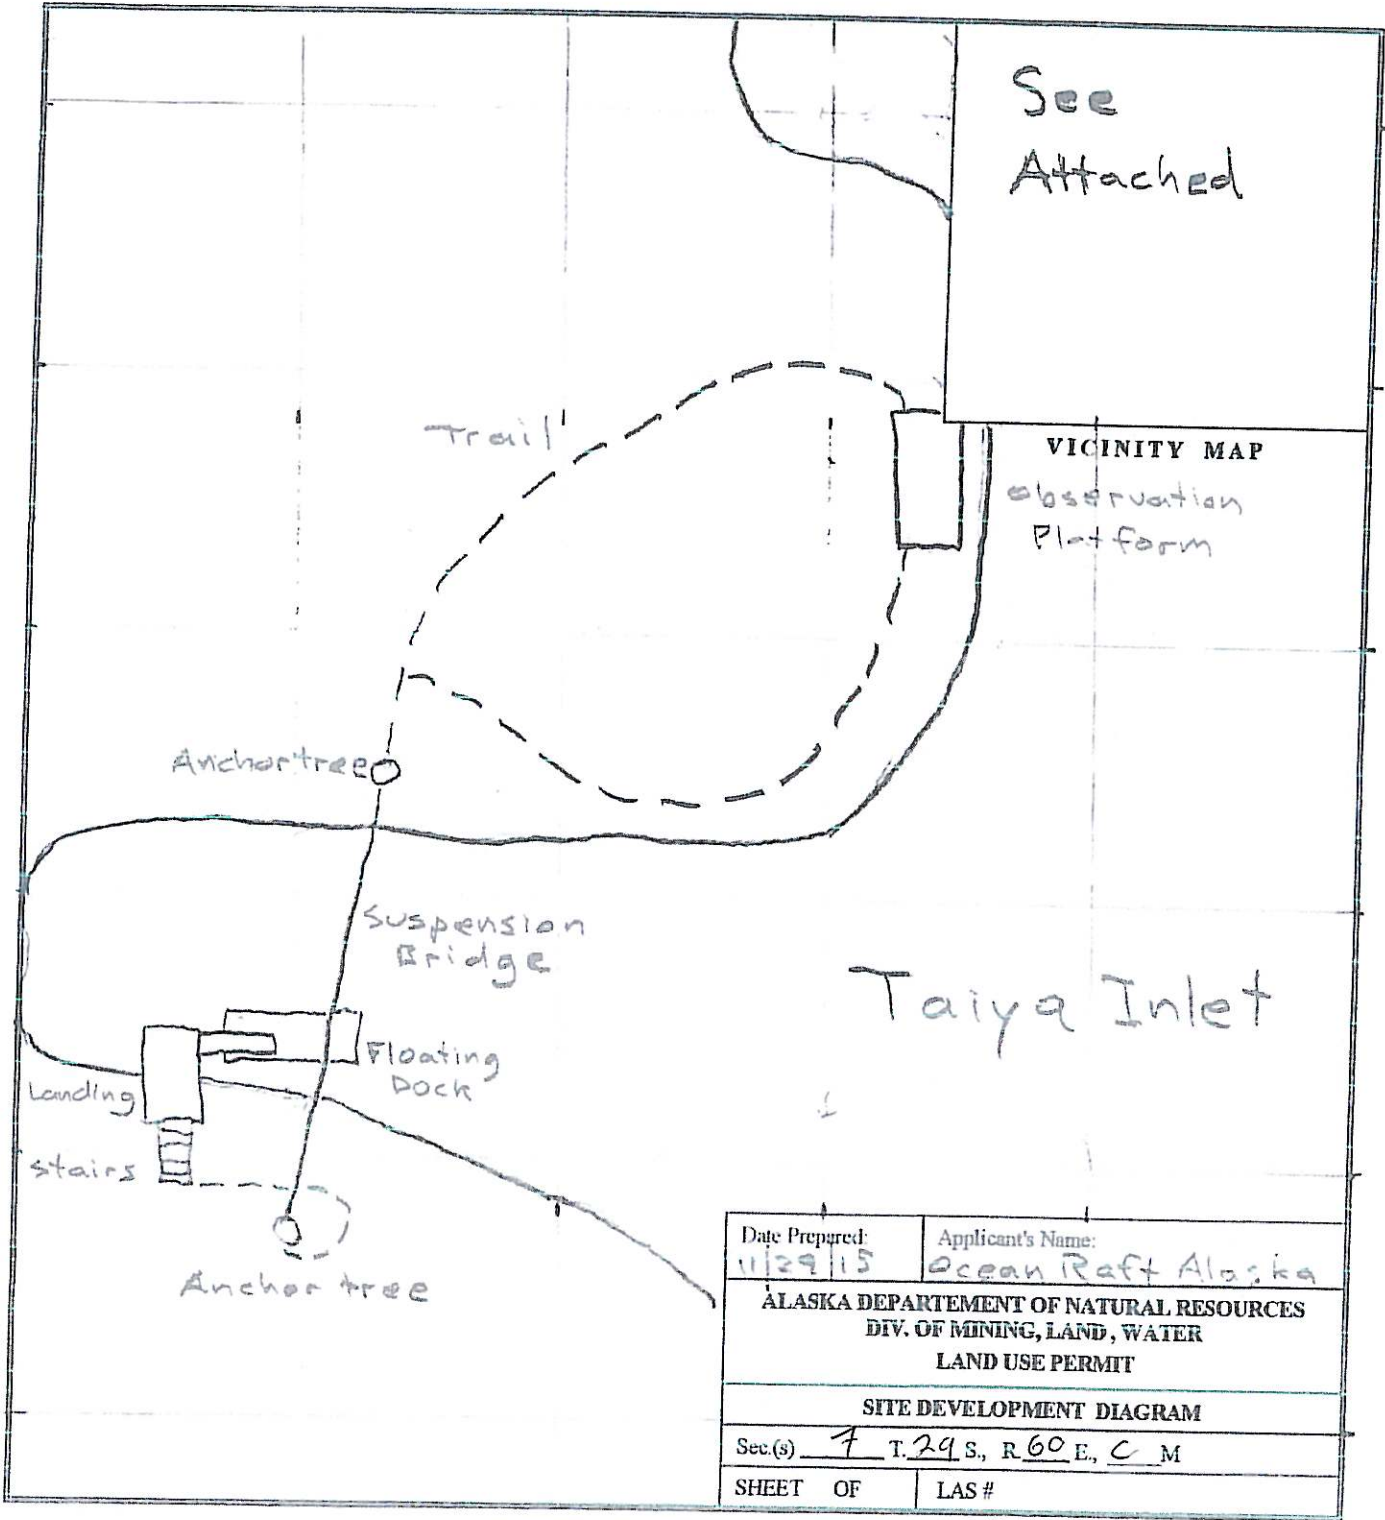 See
Attached
VICINITY MAP
Observation
Platform
Trail
Anchor tree
Suspension
Bridge
Taiya Inlet
Floating
Dock
Landing
Stairs
Anchor tree
Date Prepared:
11/29/15
Applicant's Name:
Ocean Raft Alaska
ALASKA DEPARTEMENT OF NATURAL RESOURCES
DIV. OF MINING, LAND, WATER
LAND USE PERMIT
SITE DEVELOPMENT DIAGRAM
Sec.(s) 7 T. 29 S., R. 60 E., C M
SHEET OF
LAS #